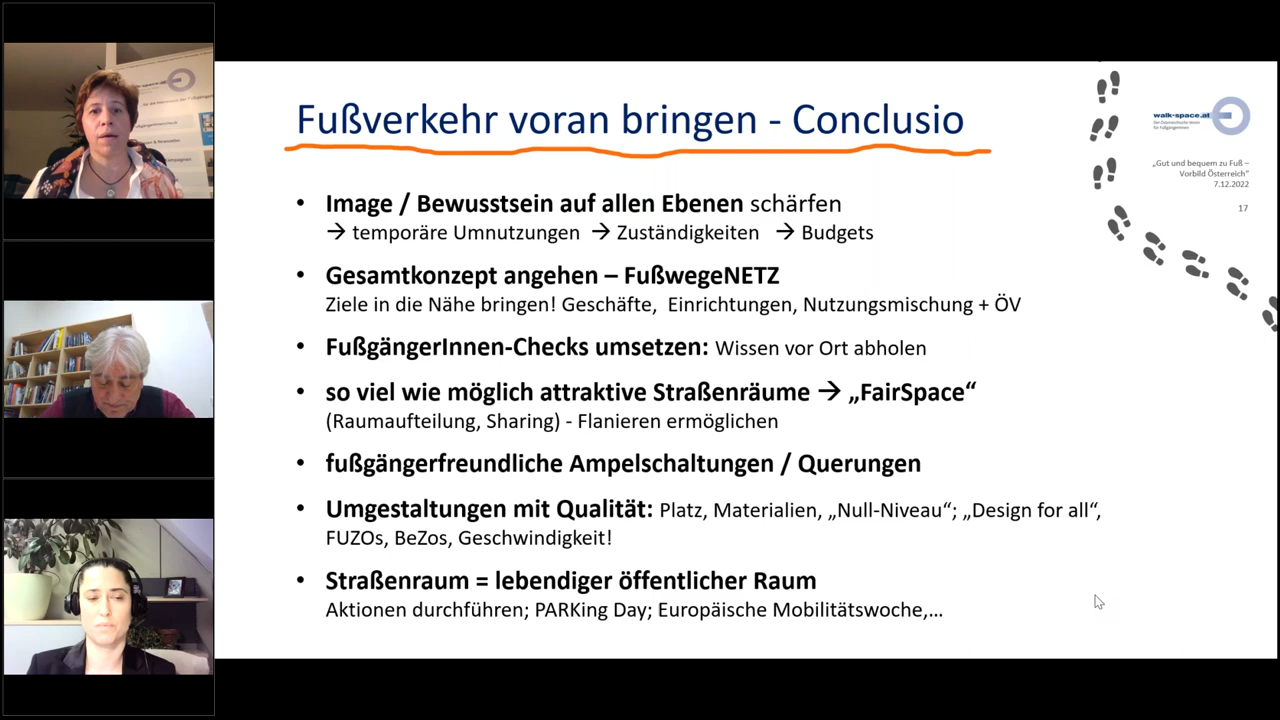 Fußverkehr voran bringen - Conclusio
walk-space.at
Der Österreichische Verein
für FußgängerInnen
„Gut und bequem zu Fuß –
Vorbild Österreich“
7.12.2022
17
• Image / Bewusstsein auf allen Ebenen schärfen
→ temporäre Umnutzungen → Zuständigkeiten → Budgets
• Gesamtkonzept angehen – FußwegeNETZ
Ziele in die Nähe bringen! Geschäfte, Einrichtungen, Nutzungsmischung + ÖV
• FußgängerInnen-Checks umsetzen: Wissen vor Ort abholen
• so viel wie möglich attraktive Straßenräume → „FairSpace“
(Raumaufteilung, Sharing) - Flanieren ermöglichen
• fußgängerfreundliche Ampelschaltungen / Querungen
• Umgestaltungen mit Qualität: Platz, Materialien, „Null-Niveau“; „Design for all“,
FUZOs, BeZos, Geschwindigkeit!
• Straßenraum = lebendiger öffentlicher Raum
Aktionen durchführen; PARKing Day; Europäische Mobilitätswoche,…